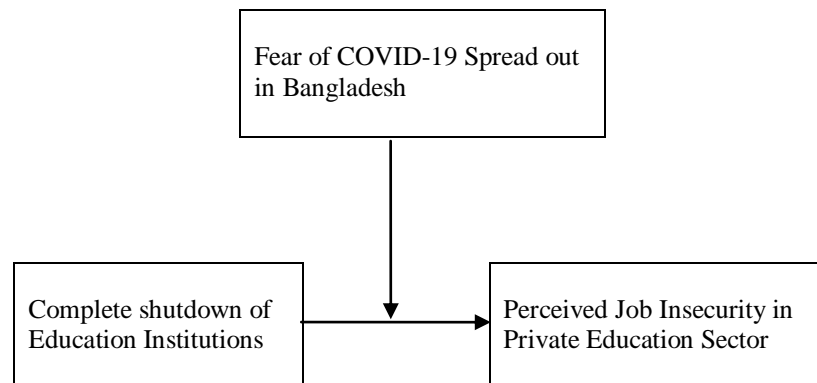 Fear of COVID-19 Spread out
in Bangladesh
Complete shutdown of
Education Institutions
Perceived Job Insecurity in
Private Education Sector